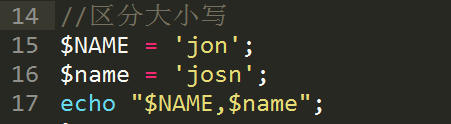 14 //区分大小写
15 $NAME = 'jon';
16 $name = 'josn';
17 echo "$NAME,$name";